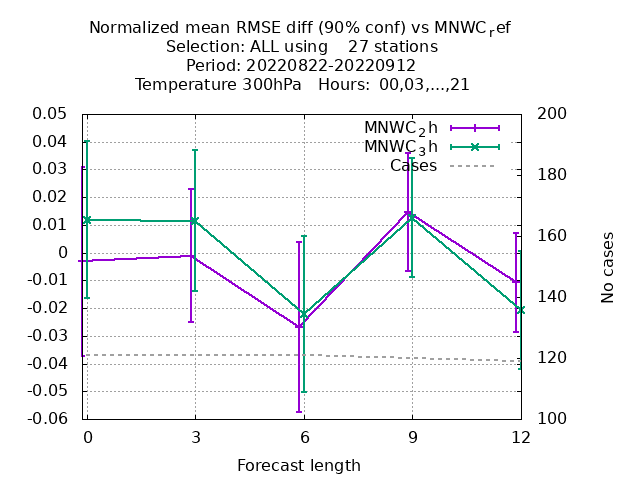 Normalized mean RMSE diff (90% conf) vs MNWCref
Selection: ALL using    27 stations
Period: 20220822-20220912
Temperature 300hPa   Hours: 00,03,...,21
0.05
0.04
0.03
0.02
0.01
0
-0.01
-0.02
-0.03
-0.04
-0.05
-0.06
200
180
160
140
120
100
MNWC2h
MNWC3h
Cases
No cases
0 3 6 9 12
Forecast length